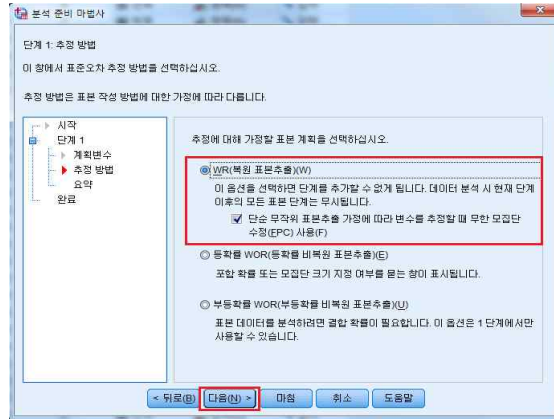 분석 준비 마법사
단계 1: 추정 방법
이 창에서 표준오차 추정 방법을 선택하십시오.
추정 방법은 표본 작성 방법에 대한 가정에 따라 다릅니다.
시작
단계 1
계획변수
추정 방법
요약
완료
추정에 대해 가정할 표본 계획을 선택하십시오.
WR(복원 표본추출)(W)
이 옵션을 선택하면 단계를 추가할 수 없게 됩니다. 데이터 분석 시 현재 단계
이후의 모든 표본 단계는 무시됩니다.
단순 무작위 표본추출 가정에 따라 변수를 추정할 때 무한 모집단
수정(FPC) 사용(F)
등확률 WOR(등확률 비복원 표본추출)(E)
포함 확률 또는 모집단 크기 지정 여부를 묻는 창이 표시됩니다.
부등확률 WOR(부등확률 비복원 표본추출)(U)
표본 데이터를 분석하려면 결합 확률이 필요합니다. 이 옵션은 1 단계에서만
사용할 수 있습니다.
< 뒤로(B) 다음(N) > 마침 취소 도움말